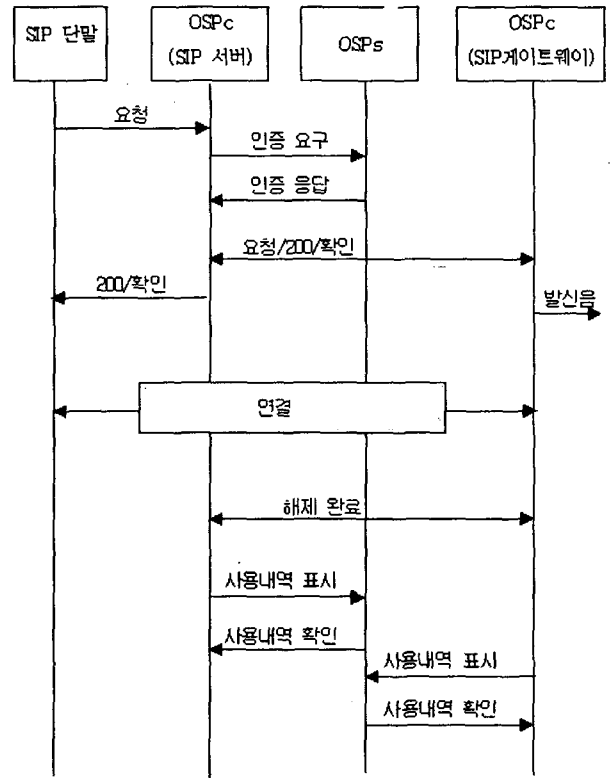 SIP 단말
OSPc
(SIP 서버)
OSPs
OSPc
(SIP게이트웨이)
요청
인증 요구
인증 응답
요청/200/확인
200/확인
발신음
연결
해제 완료
사용내역 표시
사용내역 확인
사용내역 표시
사용내역 확인